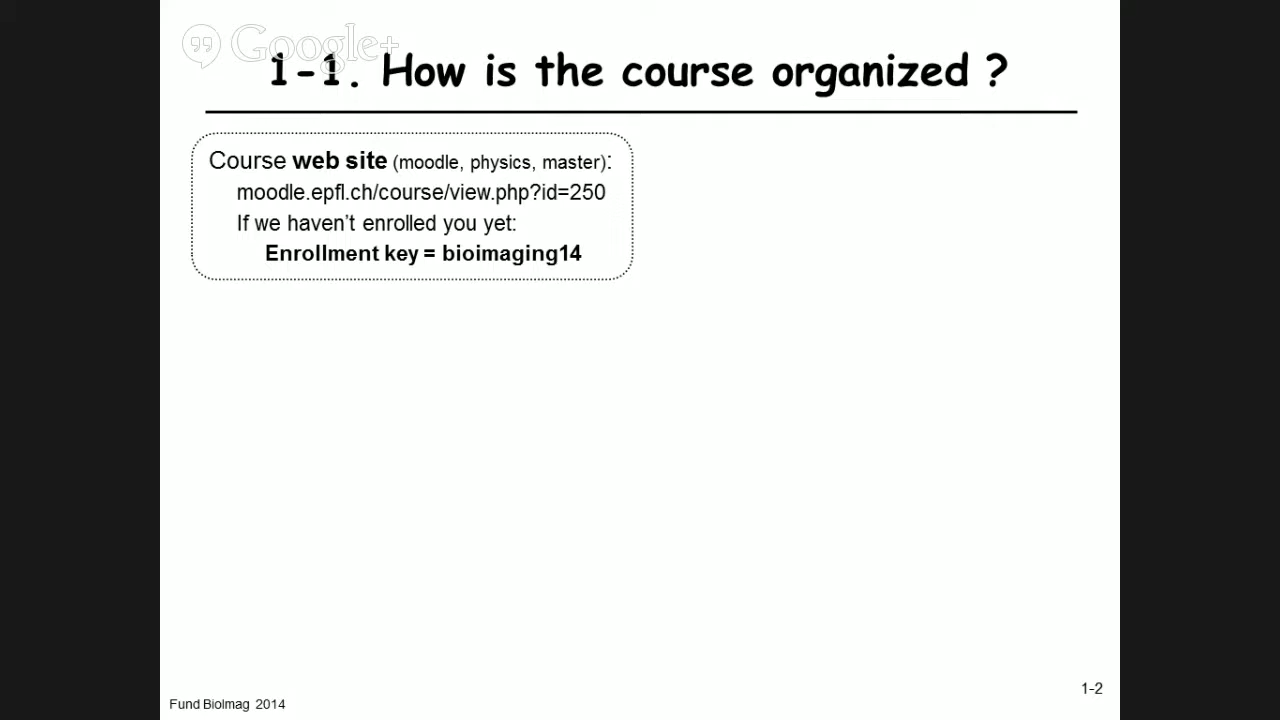 Google+
1-1. How is the course organized ?
Course web site (moodle, physics, master):
moodle.epfl.ch/course/view.php?id=250
If we haven't enrolled you yet:
Enrollment key = bioimaging14
1-2
Fund BioImag 2014